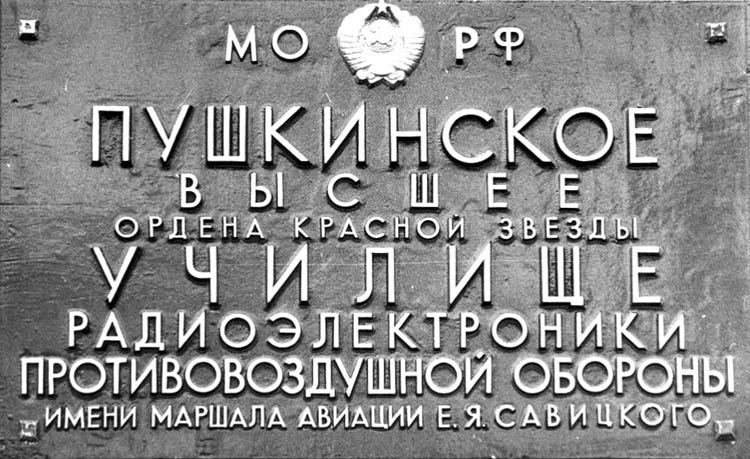 МО РФ
ПУШКИНСКОЕ
ВЫСШЕЕ
ОРДЕНА КРАСНОЙ ЗВЕЗДЫ
УЧИЛИЩЕ
РАДИОЭЛЕКТРОНИКИ
ПРОТИВОВОЗДУШНОЙ ОБОРОНЫ
ИМЕНИ МАРШАЛА АВИАЦИИ Е.Я.САВИЦКОГО